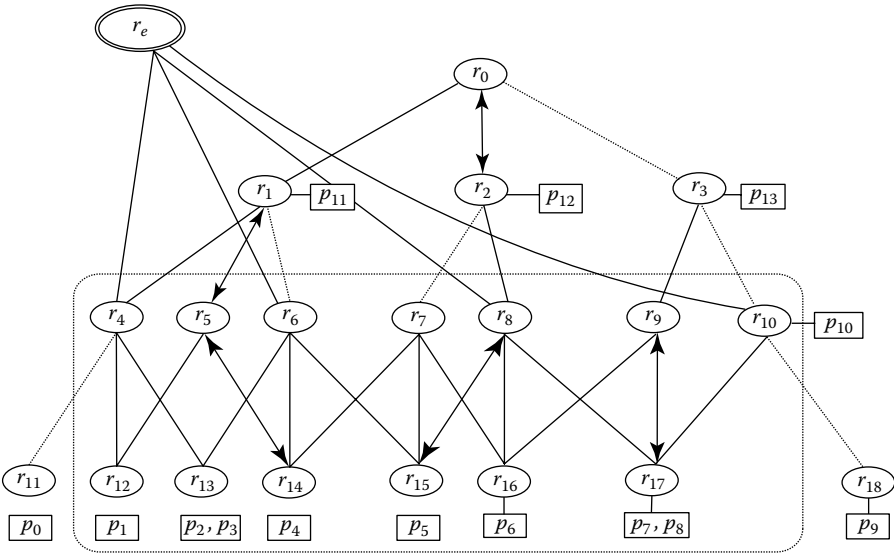 r_e
r_0
r_1 p_11 r_2 p_12 r_3 p_13
r_4 r_5 r_6 r_7 r_8 r_9 r_10 p_10
r_11 r_12 r_13 r_14 r_15 r_16 r_17 r_18
p_0 p_1 p_2, p_3 p_4 p_5 p_6 p_7, p_8 p_9